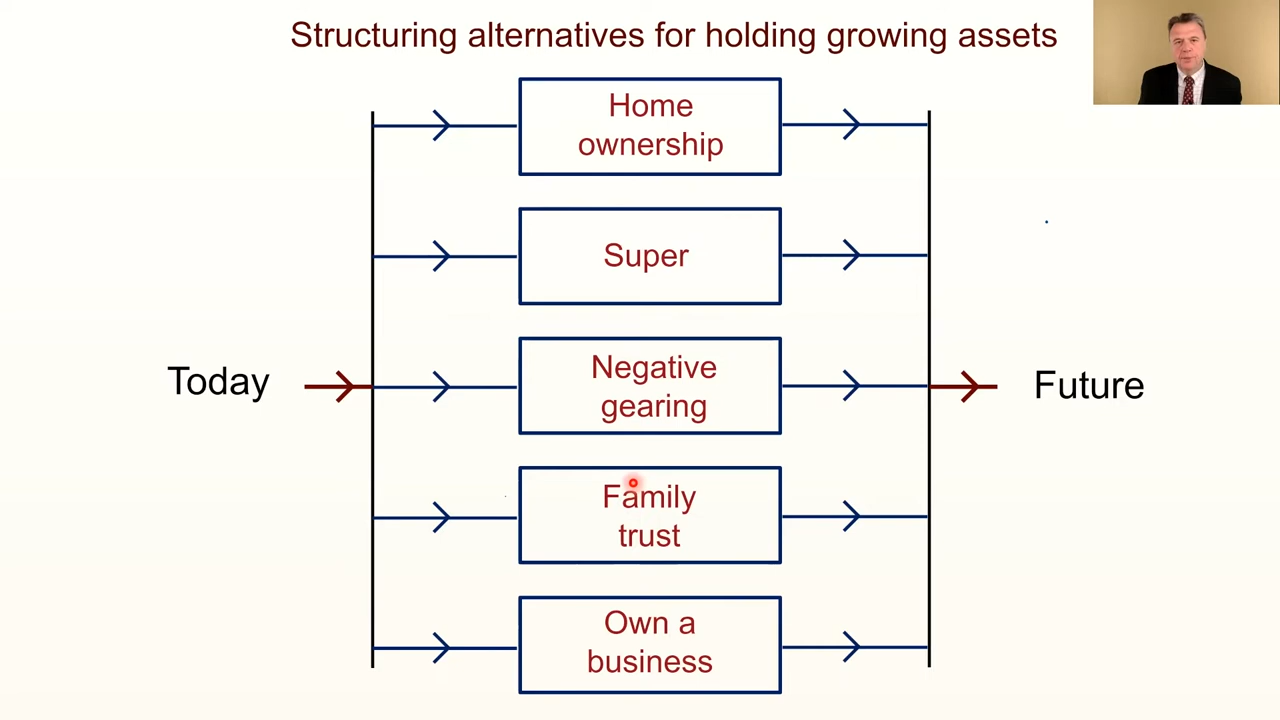 Structuring alternatives for holding growing assets
Home
ownership
Super
Negative
gearing
Today
Future
Family
trust
Own a
business